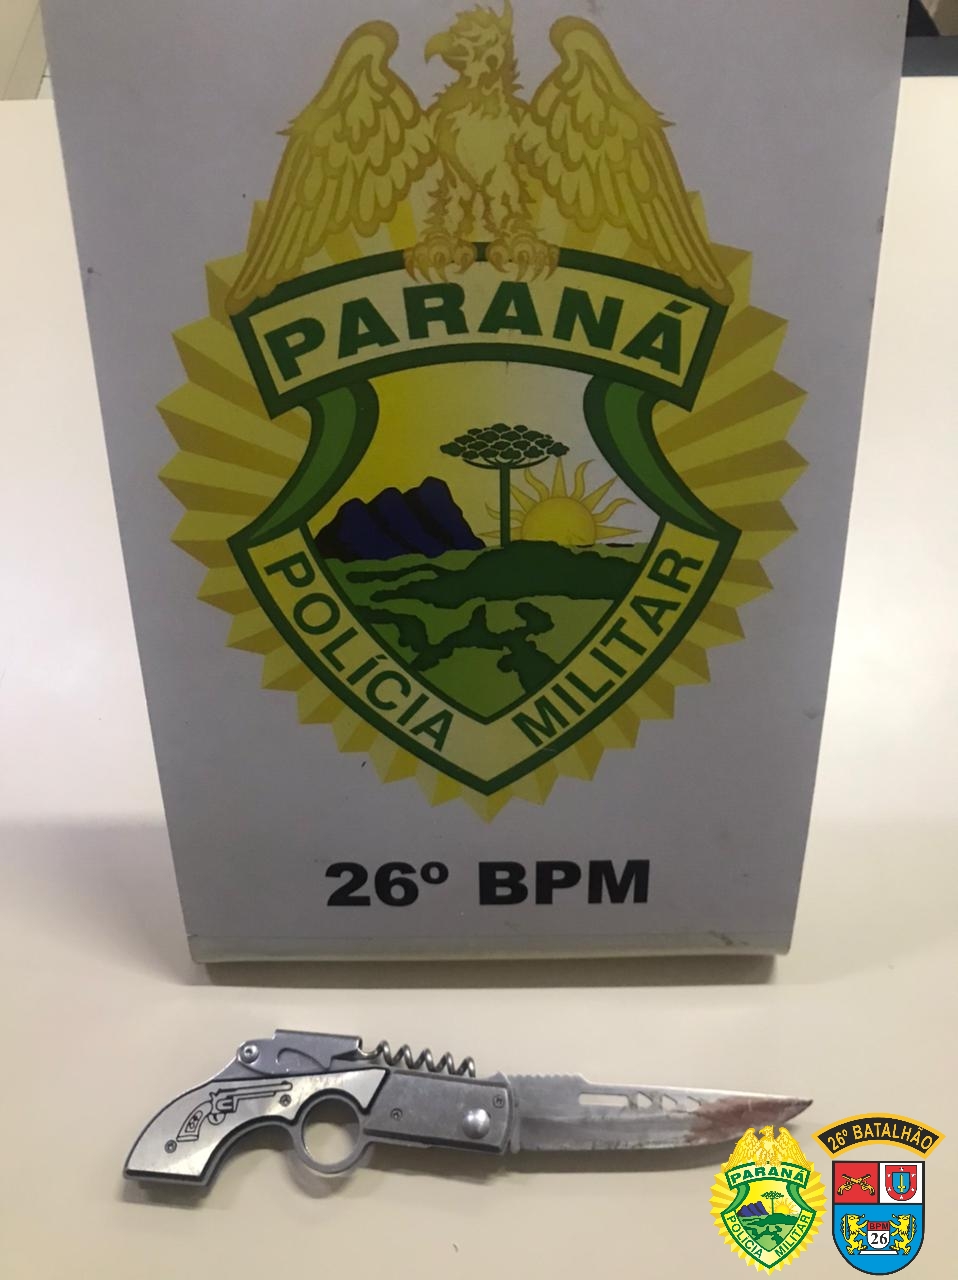 PARANÁ
POLÍCIA MILITAR
26º BPM
26º BATALHÃO
PARANÁ
POLÍCIA MILITAR
BPM
26